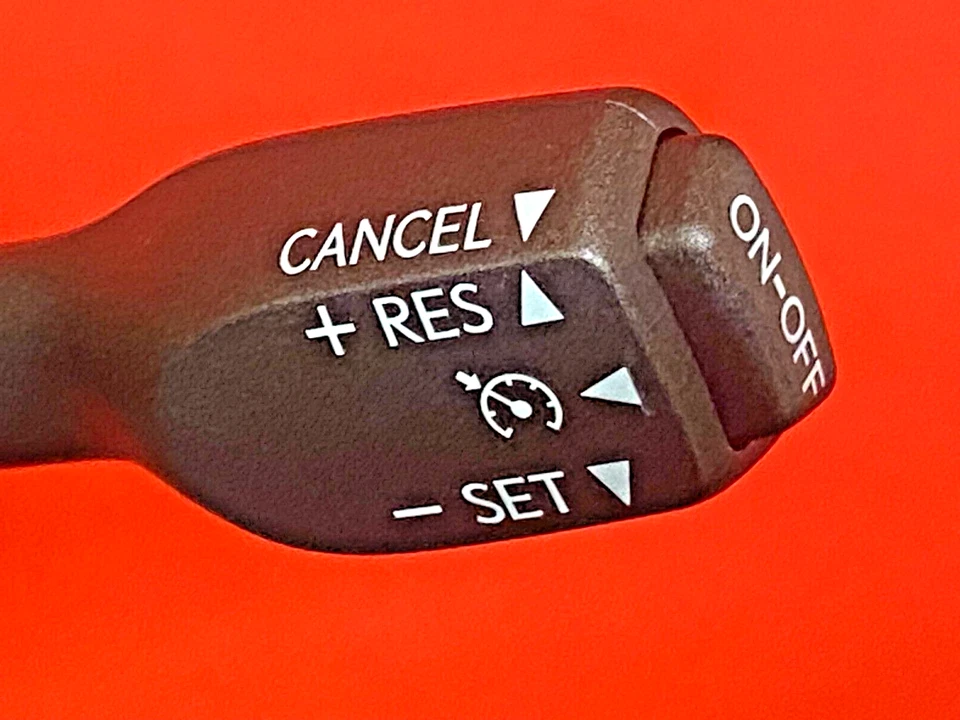 CANCEL
+ RES
- SET
ON-OFF